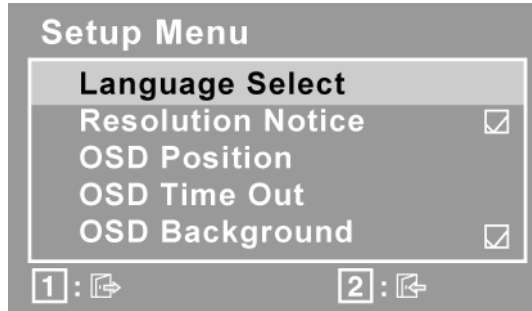 Setup Menu
Language Select
Resolution Notice
OSD Position
OSD Time Out
OSD Background
1 : 2 :